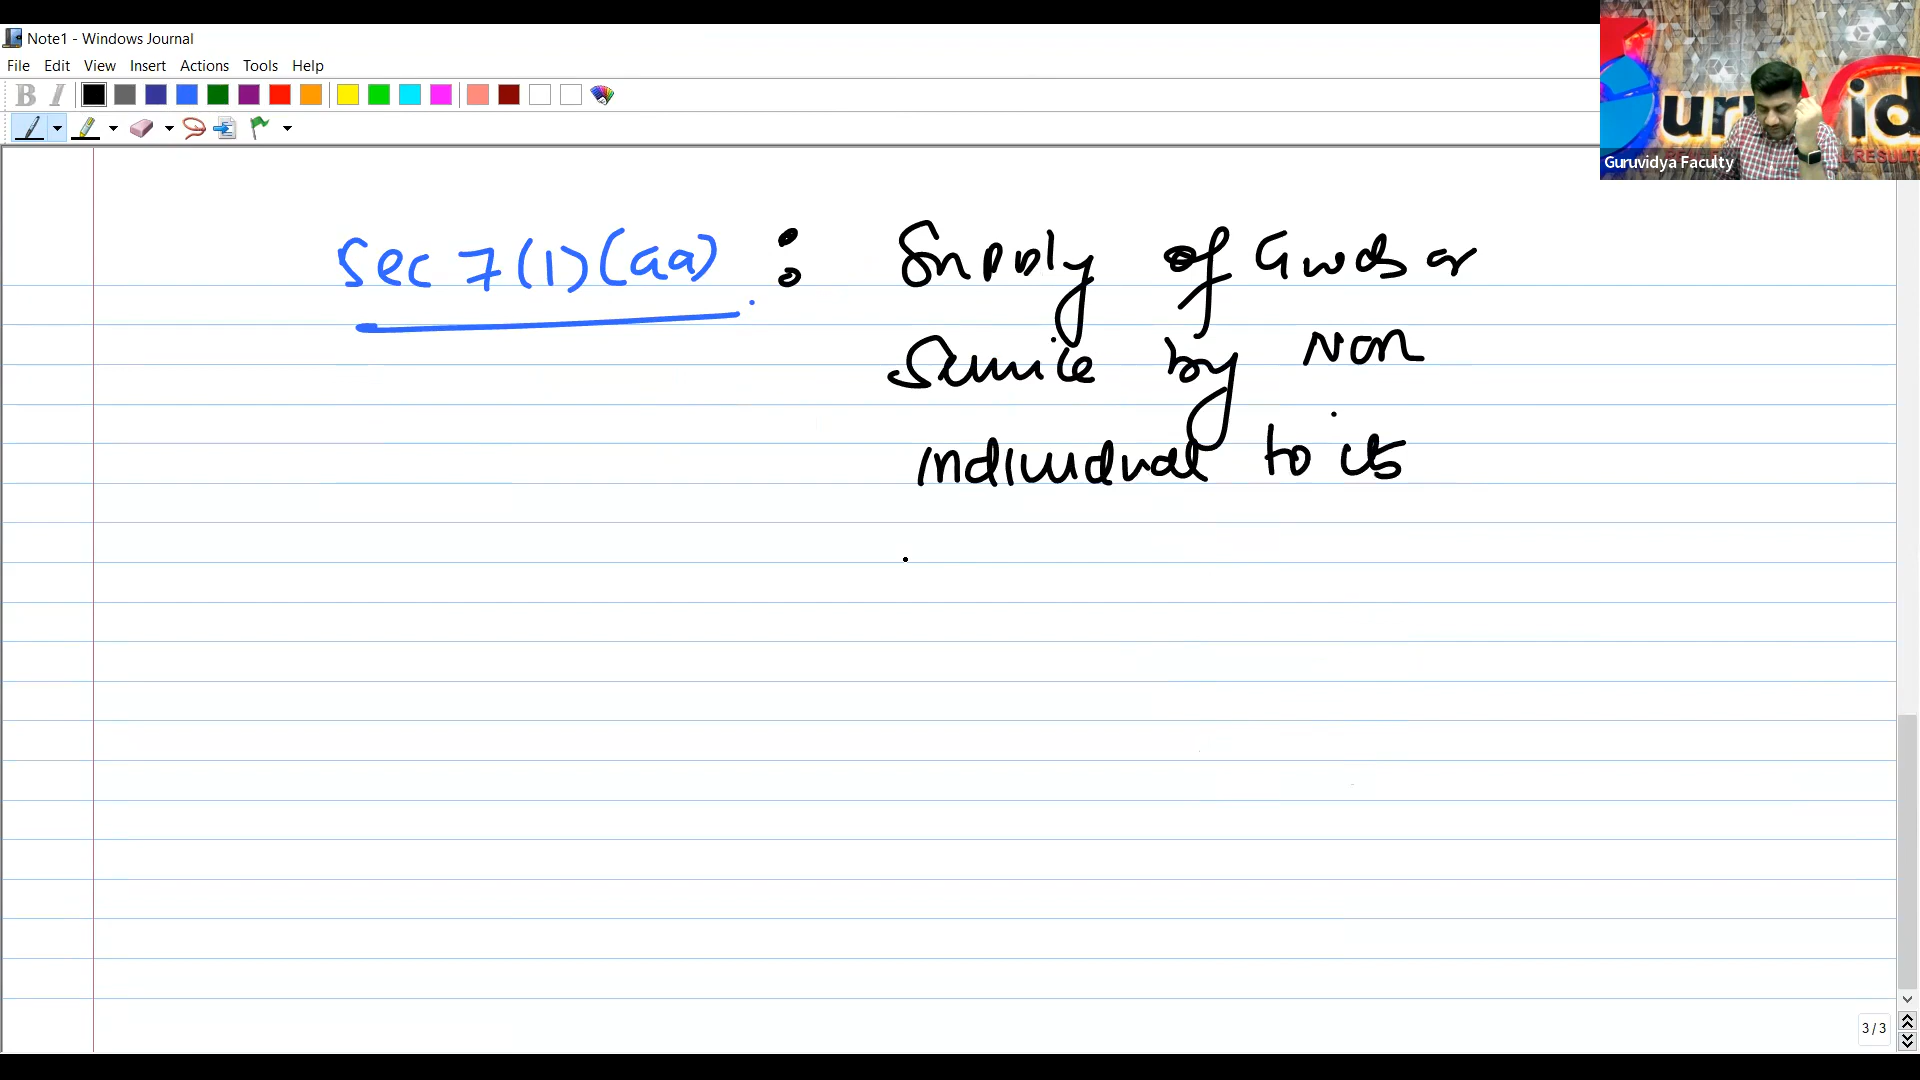 Note1 - Windows Journal
File Edit View Insert Actions Tools Help
B I
Guruvidya Faculty
Sec 7(1)(aa) : Supply of Goods or
Service by Non
individual to its
3 / 3